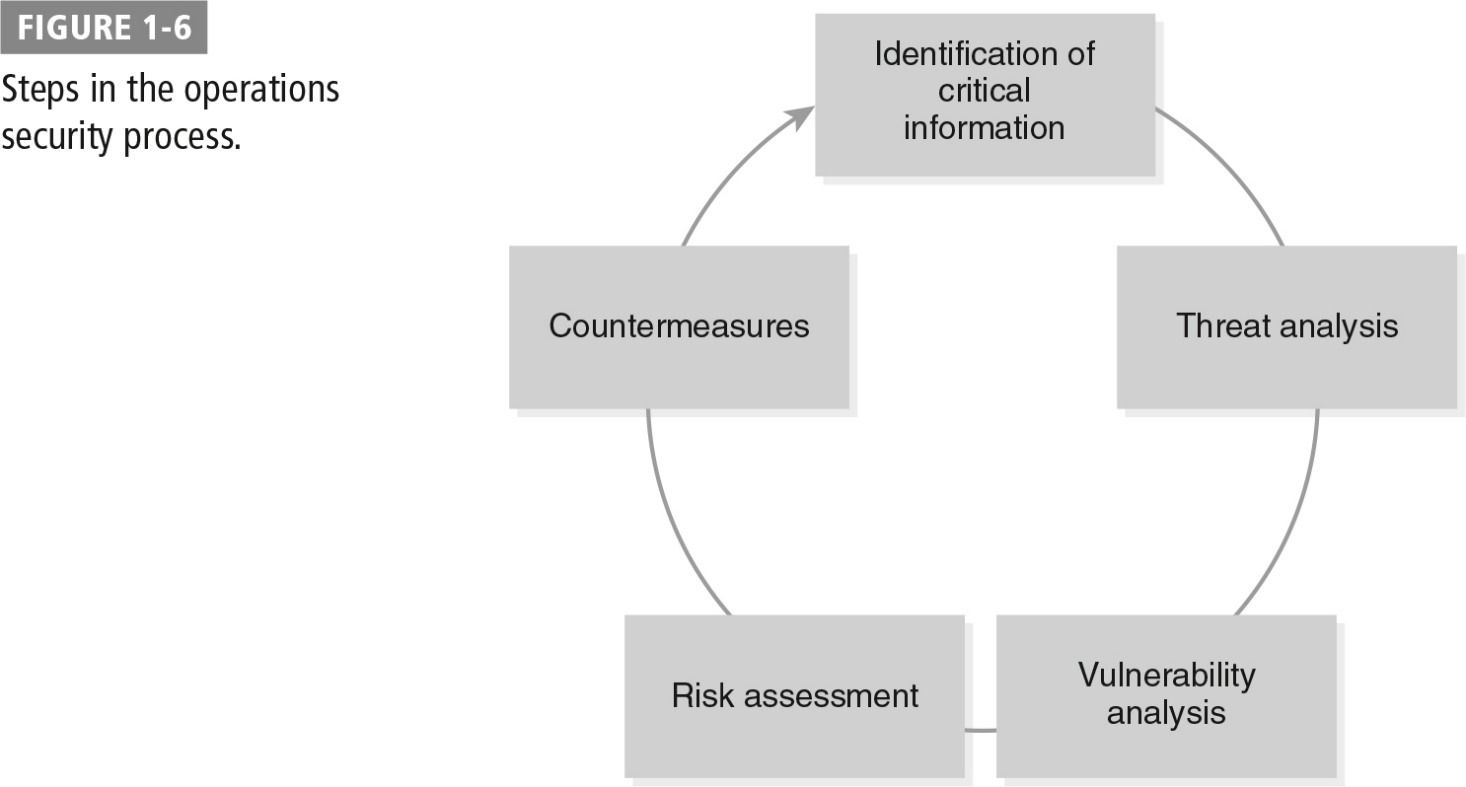 FIGURE 1-6
Steps in the operations
security process.
Identification of
critical
information
Threat analysis
Vulnerability
analysis
Risk assessment
Countermeasures